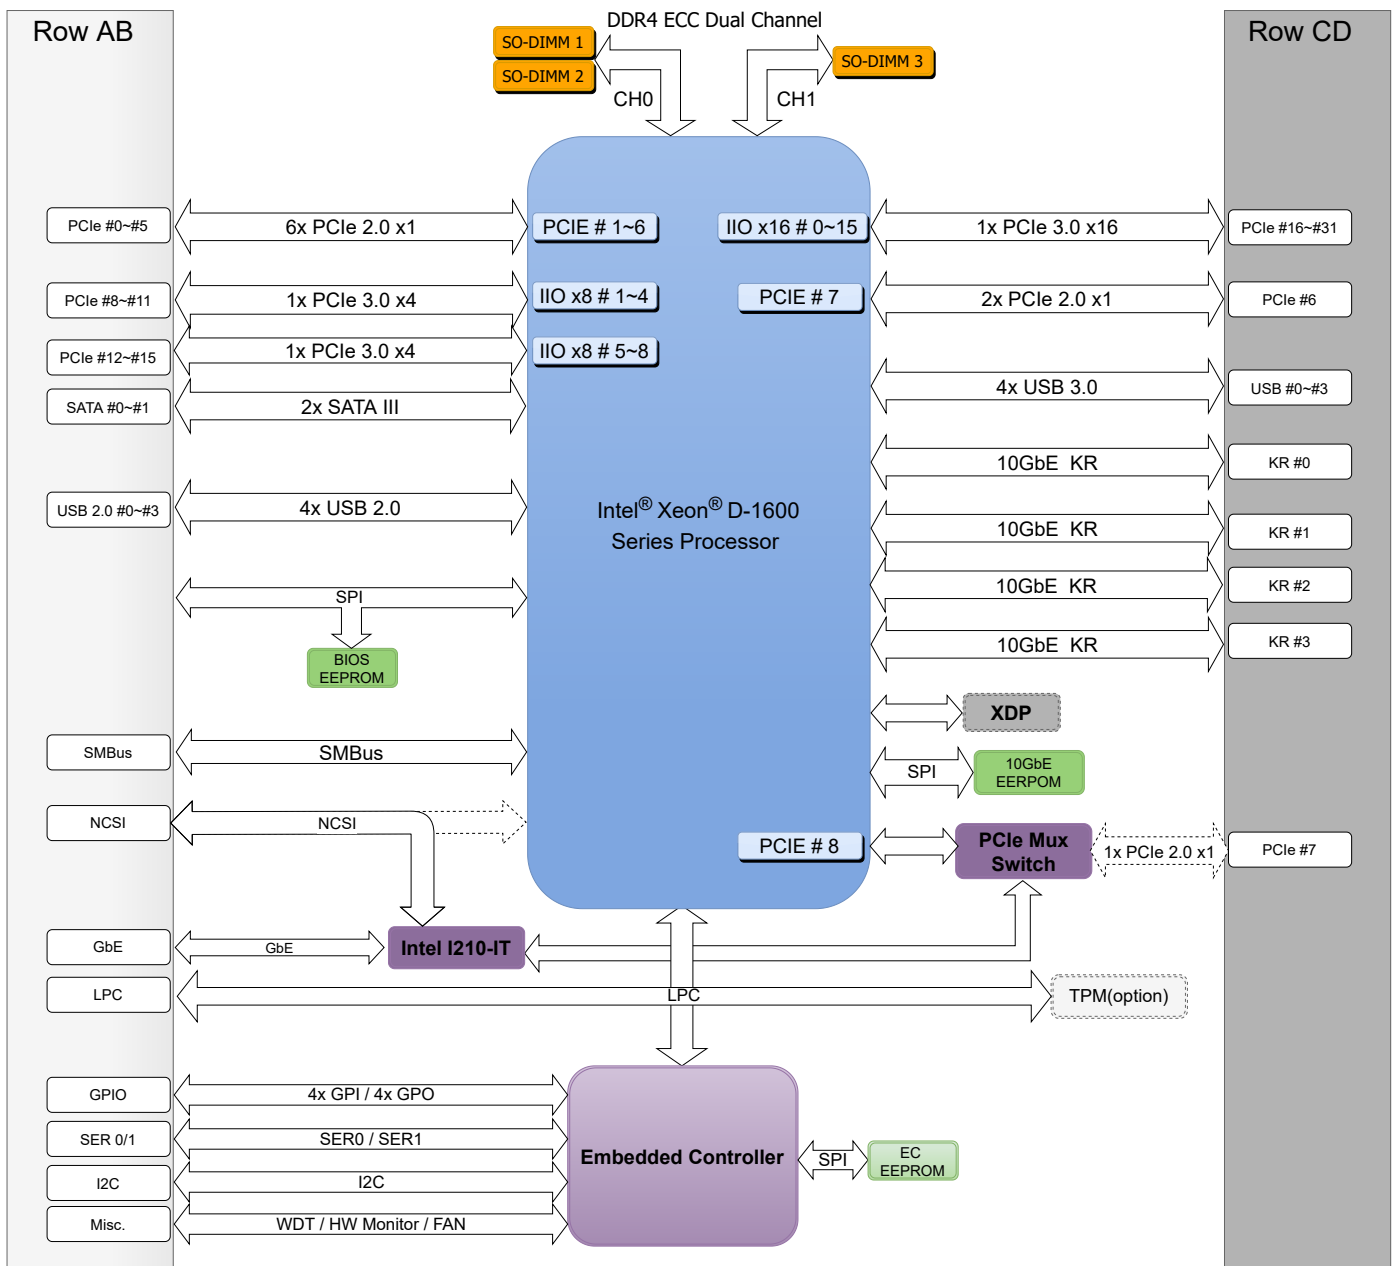 DDR4 ECC Dual Channel
Row AB
Row CD
SO-DIMM 1
SO-DIMM 2
SO-DIMM 3
CH0
CH1
PCIe #0~#5
6x PCIe 2.0 x1
PCIE # 1~6
IIO x16 # 0~15
1x PCIe 3.0 x16
PCIe #16~#31
PCIe #8~#11
1x PCIe 3.0 x4
IIO x8 # 1~4
PCIE # 7
2x PCIe 2.0 x1
PCIe #6
PCIe #12~#15
1x PCIe 3.0 x4
IIO x8 # 5~8
SATA #0~#1
2x SATA III
4x USB 3.0
USB #0~#3
10GbE KR
KR #0
USB 2.0 #0~#3
4x USB 2.0
Intel® Xeon® D-1600
Series Processor
10GbE KR
KR #1
10GbE KR
KR #2
SPI
BIOS
EEPROM
10GbE KR
KR #3
XDP
SMBus
SMBus
SPI
10GbE
EERPOM
NCSI
NCSI
PCIE # 8
PCIe Mux
Switch
1x PCIe 2.0 x1
PCIe #7
GbE
GbE
Intel I210-IT
LPC
LPC
TPM(option)
GPIO
4x GPI / 4x GPO
SER 0/1
SER0 / SER1
Embedded Controller
SPI
EC
EEPROM
I2C
I2C
Misc.
WDT / HW Monitor / FAN